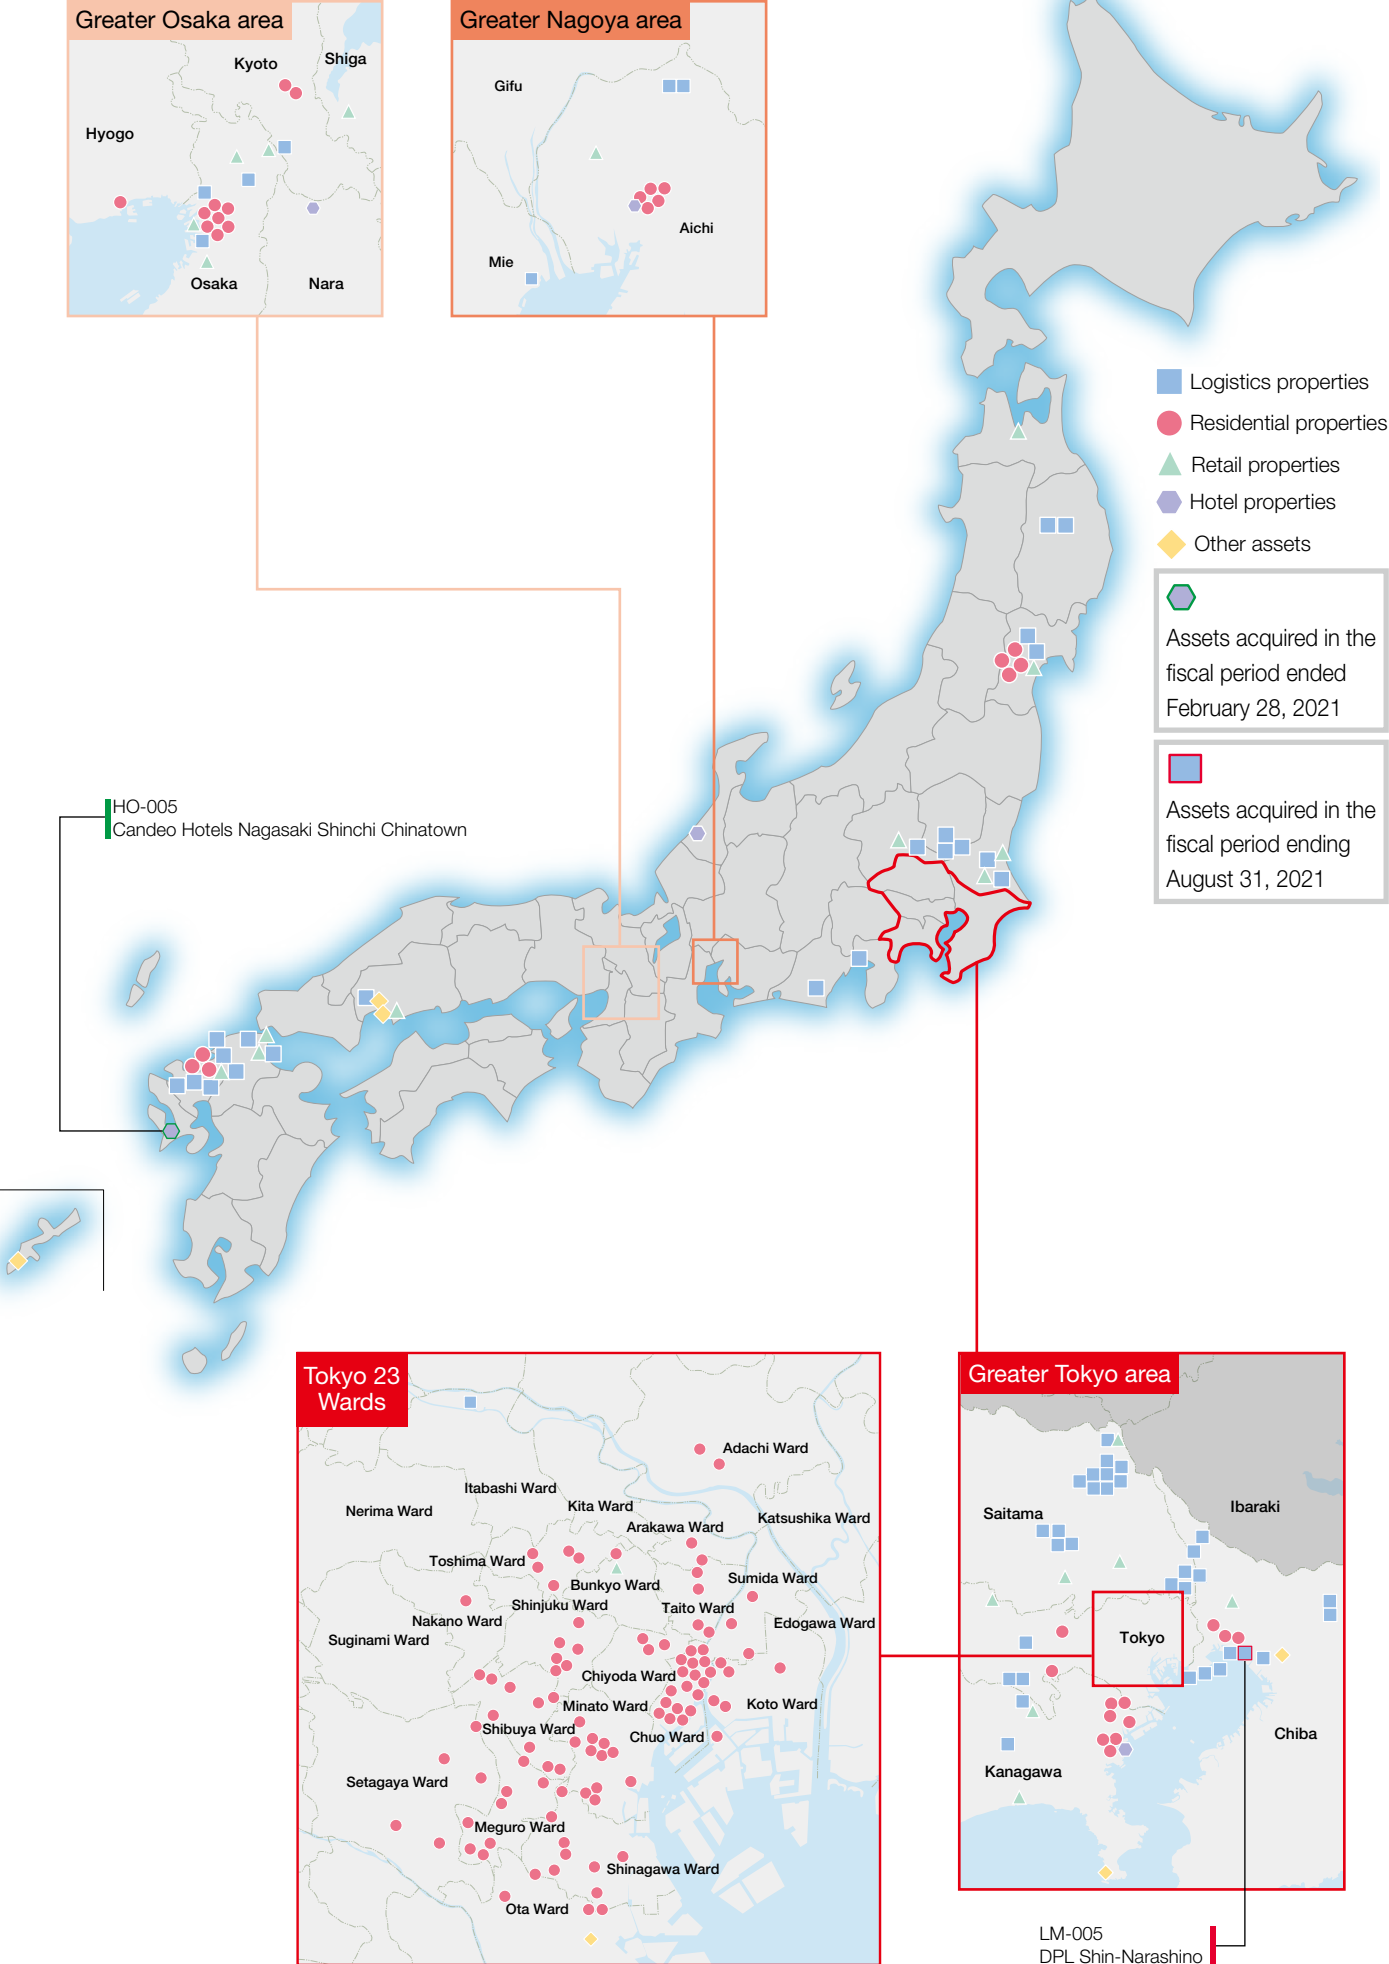 Greater Osaka area
Kyoto
Shiga
Hyogo
Osaka
Nara
Greater Nagoya area
Gifu
Aichi
Mie
Logistics properties
Residential properties
Retail properties
Hotel properties
Other assets
Assets acquired in the
fiscal period ended
February 28, 2021
Assets acquired in the
fiscal period ending
August 31, 2021
HO-005
Candeo Hotels Nagasaki Shinchi Chinatown
Tokyo 23
Wards
Adachi Ward
Itabashi Ward
Nerima Ward
Kita Ward
Katsushika Ward
Arakawa Ward
Toshima Ward
Sumida Ward
Bunkyo Ward
Shinjuku Ward
Taito Ward
Nakano Ward
Edogawa Ward
Suginami Ward
Chiyoda Ward
Minato Ward
Koto Ward
Shibuya Ward
Chuo Ward
Setagaya Ward
Meguro Ward
Shinagawa Ward
Ota Ward
Greater Tokyo area
Saitama
Ibaraki
Tokyo
Chiba
Kanagawa
LM-005
DPL Shin-Narashino